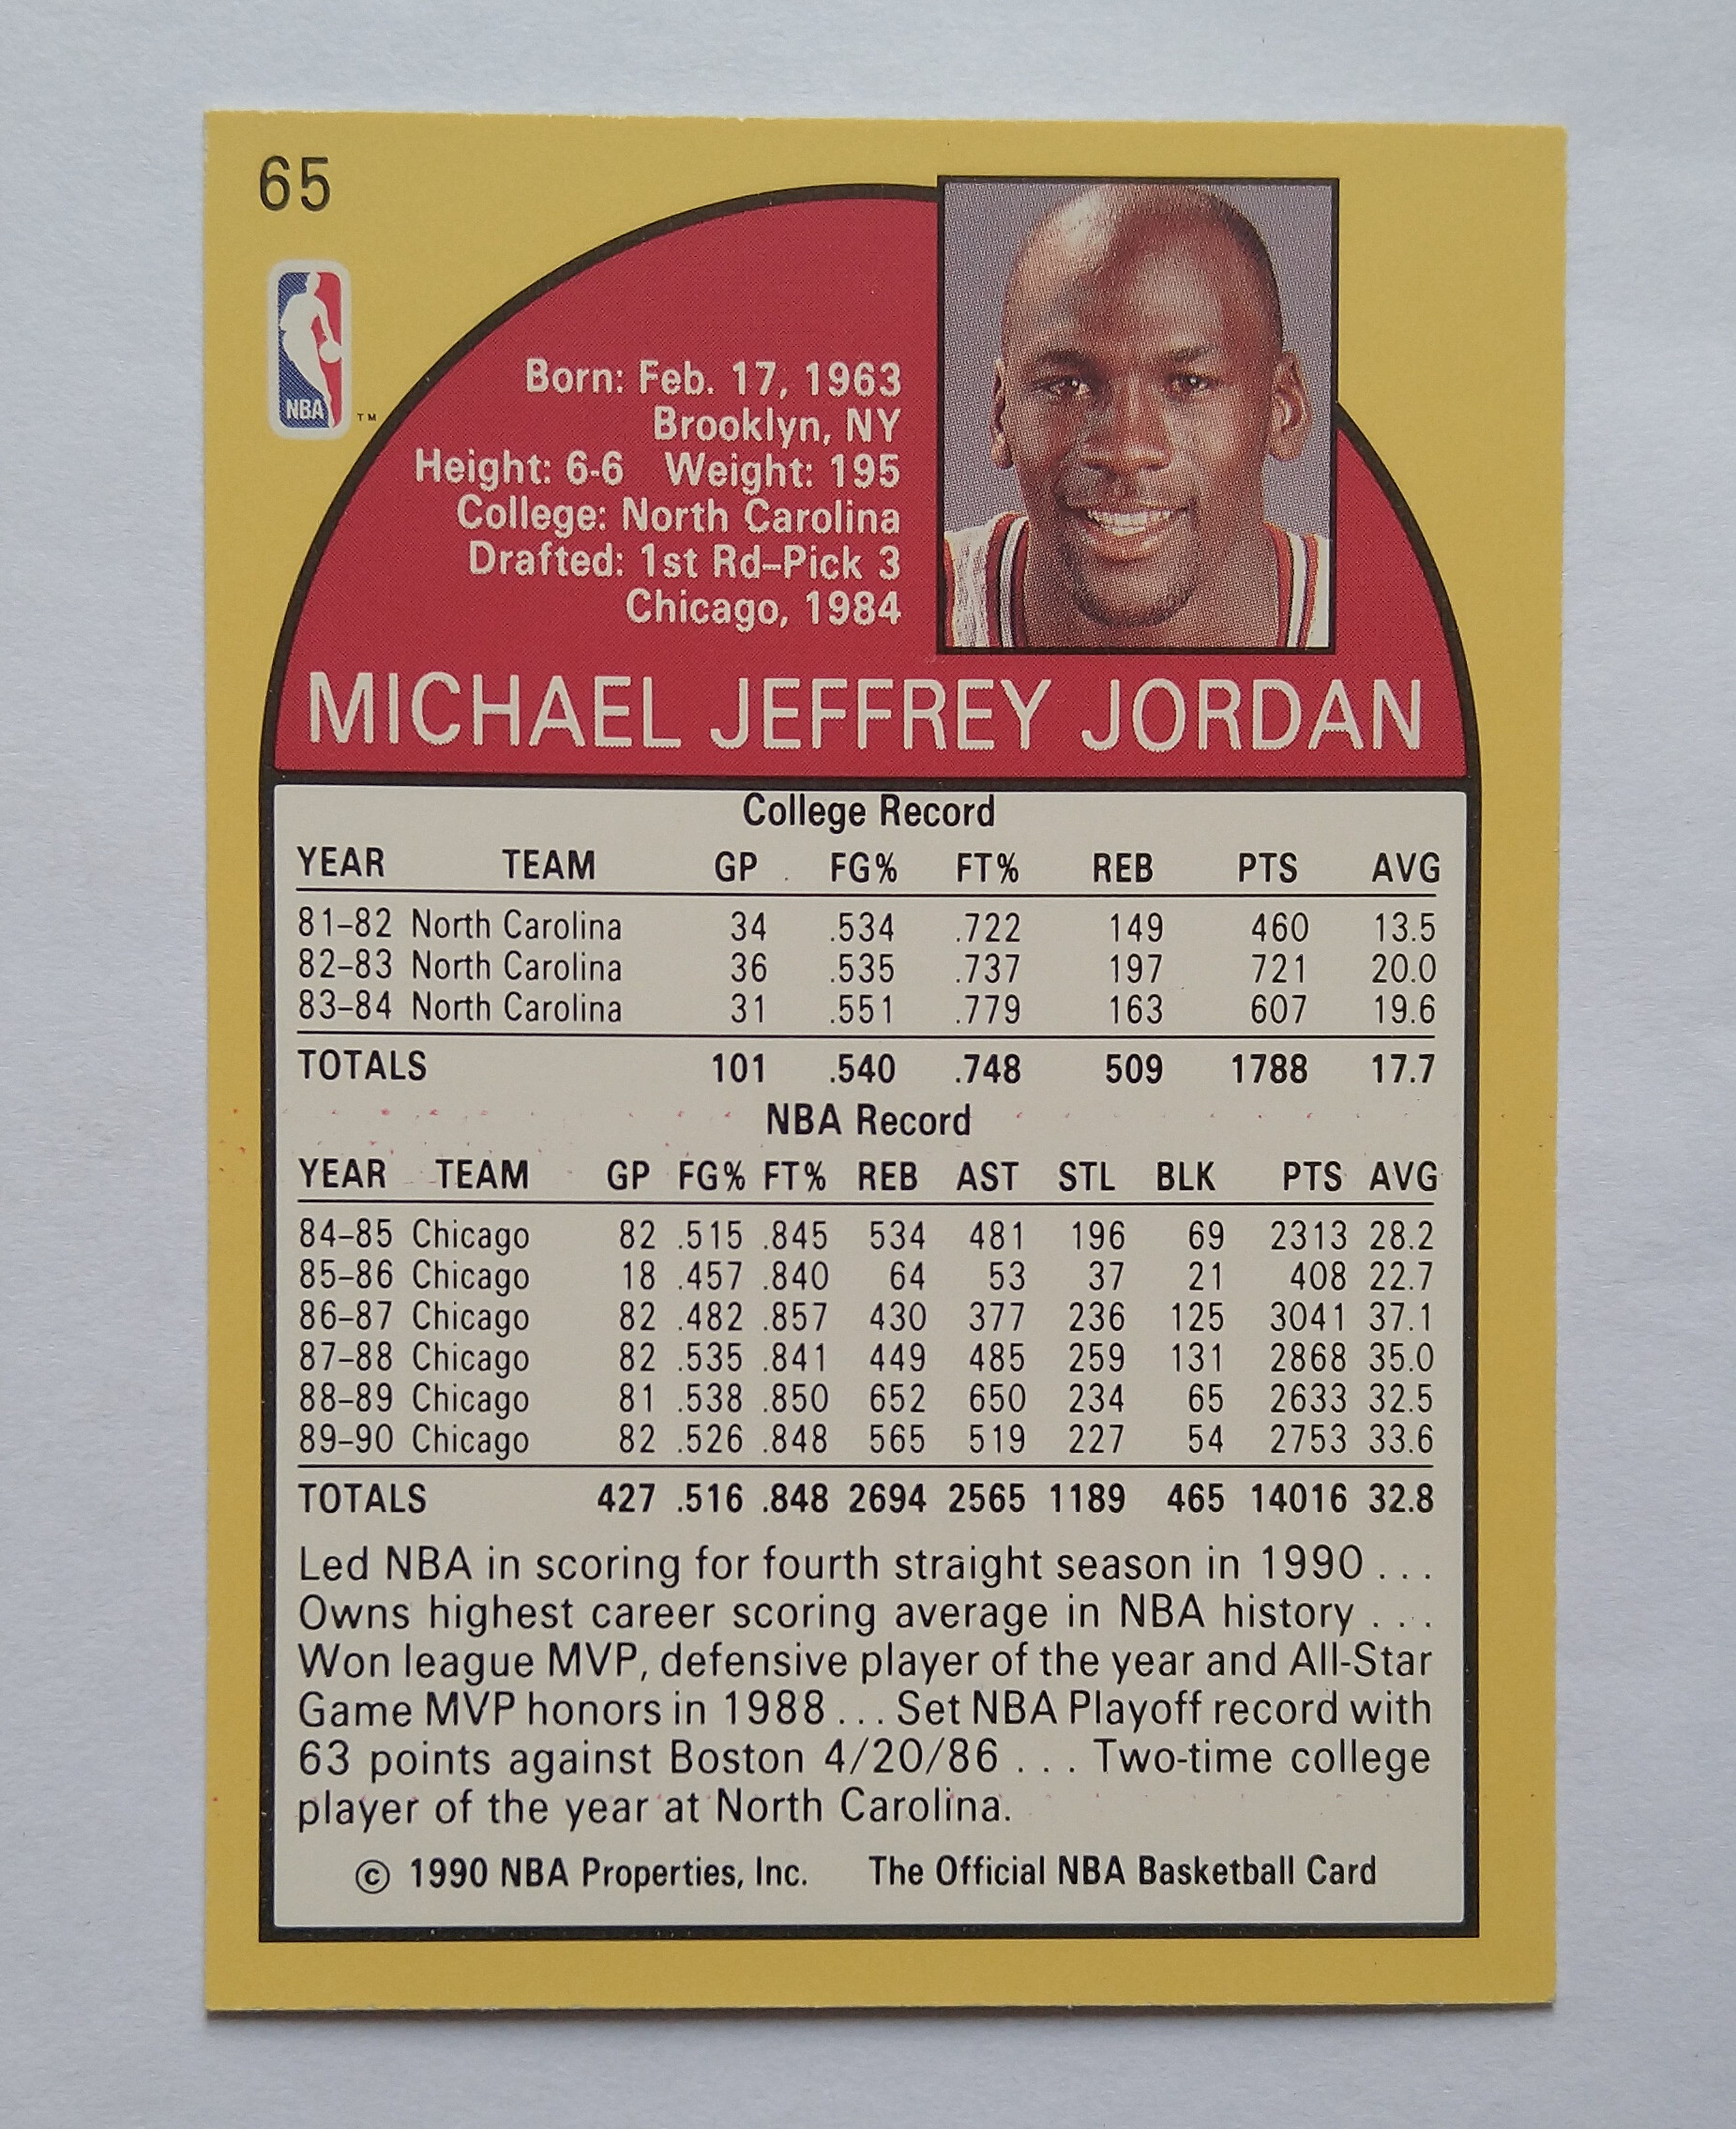 65
NBA
TM
Born: Feb. 17, 1963
Brooklyn, NY
Height: 6-6 Weight: 195
College: North Carolina
Drafted: 1st Rd–Pick 3
Chicago, 1984
MICHAEL JEFFREY JORDAN
College Record
YEAR TEAM GP FG% FT% REB PTS AVG
81–82 North Carolina 34 .534 .722 149 460 13.5
82–83 North Carolina 36 .535 .737 197 721 20.0
83–84 North Carolina 31 .551 .779 163 607 19.6
TOTALS 101 .540 .748 509 1788 17.7
NBA Record
YEAR TEAM GP FG% FT% REB AST STL BLK PTS AVG
84–85 Chicago 82 .515 .845 534 481 196 69 2313 28.2
85–86 Chicago 18 .457 .840 64 53 37 21 408 22.7
86–87 Chicago 82 .482 .857 430 377 236 125 3041 37.1
87–88 Chicago 82 .535 .841 449 485 259 131 2868 35.0
88–89 Chicago 81 .538 .850 652 650 234 65 2633 32.5
89–90 Chicago 82 .526 .848 565 519 227 54 2753 33.6
TOTALS 427 .516 .848 2694 2565 1189 465 14016 32.8
Led NBA in scoring for fourth straight season in 1990 . . .
Owns highest career scoring average in NBA history . . .
Won league MVP, defensive player of the year and All-Star
Game MVP honors in 1988 . . . Set NBA Playoff record with
63 points against Boston 4/20/86 . . . Two-time college
player of the year at North Carolina.
© 1990 NBA Properties, Inc. The Official NBA Basketball Card